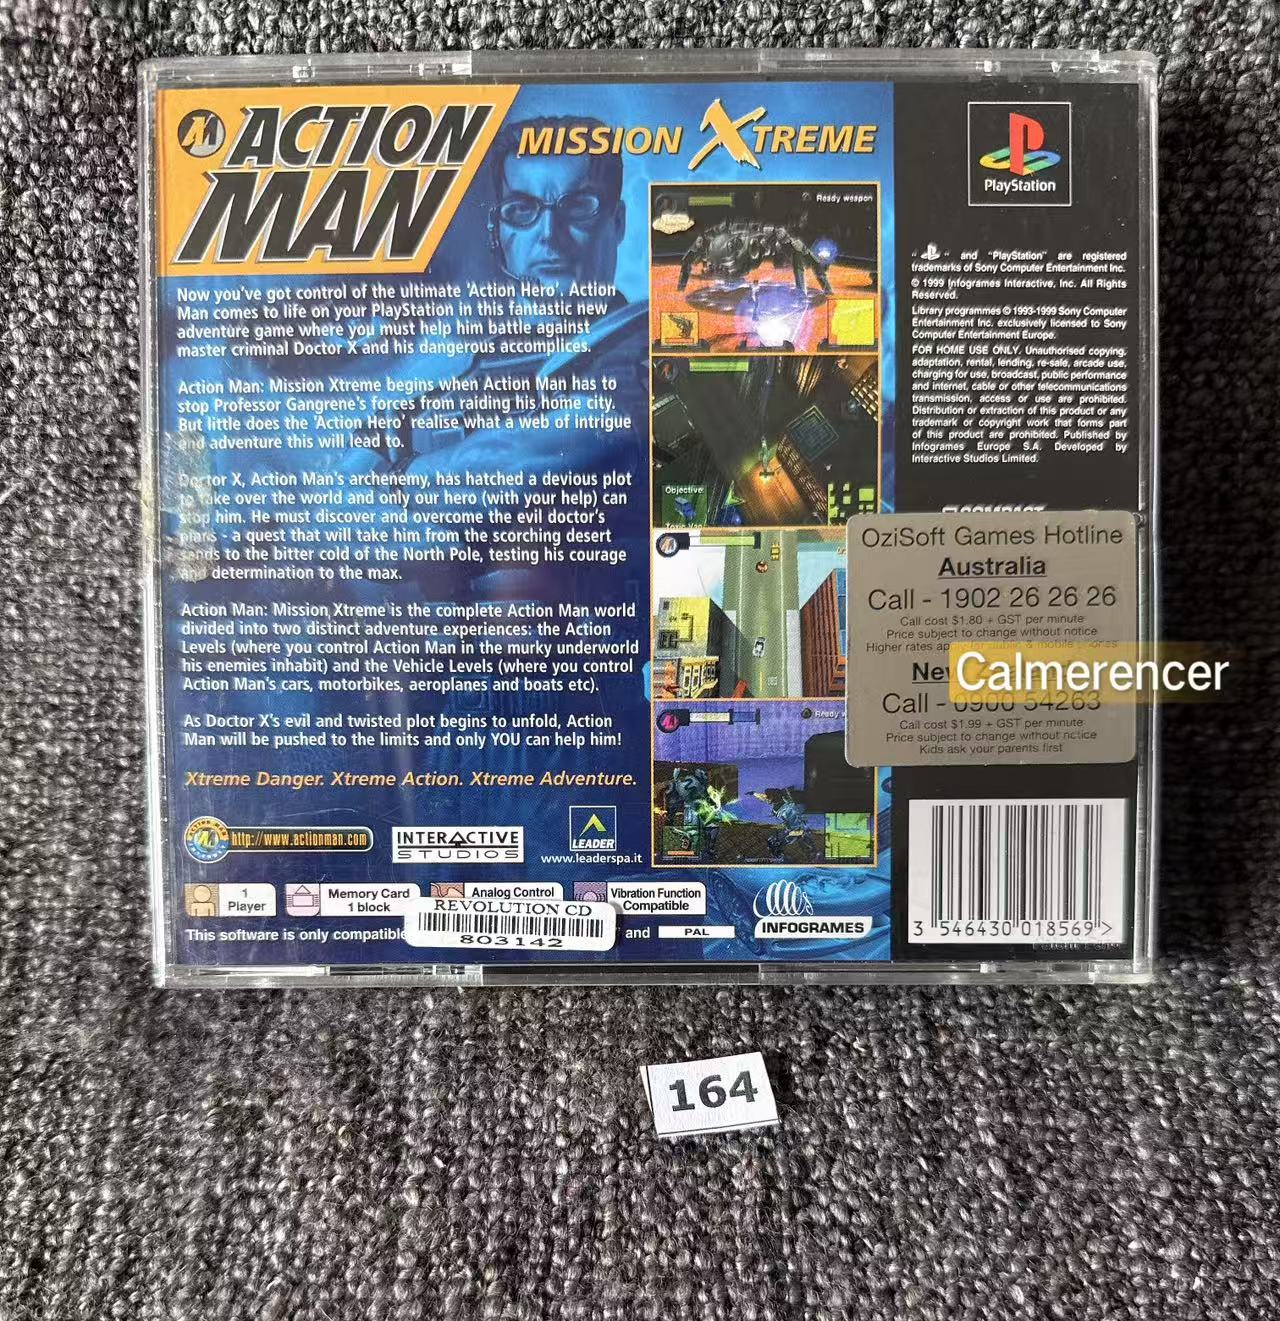 ACTION
MAN
MISSION XTREME
Now you've got control of the ultimate 'Action Hero'. Action
Man comes to life on your PlayStation in this fantastic new
adventure game where you must help him battle against
master criminal Doctor X and his dangerous accomplices.
Action Man: Mission Xtreme begins when Action Man has to
stop Professor Gangrene's forces from raiding his home city.
But little does the 'Action Hero' realise what a web of intrigue
and adventure this will lead to.
Doctor X, Action Man's archenemy, has hatched a devious plot
to take over the world and only our hero (with your help) can
stop him. He must discover and overcome the evil doctor's
plans - a quest that will take him from the scorching desert
sands to the bitter cold of the North Pole, testing his courage
and determination to the max.
Action Man: Mission Xtreme is the complete Action Man world
divided into two distinct adventure experiences: the Action
Levels (where you control Action Man in the murky underworld
his enemies inhabit) and the Vehicle Levels (where you control
Action Man's cars, motorbikes, aeroplanes and boats etc).
As Doctor X's evil and twisted plot begins to unfold, Action
Man will be pushed to the limits and only YOU can help him!
Xtreme Danger. Xtreme Action. Xtreme Adventure.
http://www.actionman.com
INTERACTIVE
STUDIOS
LEADER
www.leaderspa.it
1
Player
Memory Card
1 block
Analog Control
Vibration Function
Compatible
REVOLUTION CD
803142
This software is only compatible
and
PAL
INFOGRAMES
Ready weapon
Objective:
Ready
PlayStation
" " and "PlayStation" are registered
trademarks of Sony Computer Entertainment Inc.
© 1999 Infogrames Interactive, Inc. All Rights
Reserved.
Library programmes © 1993-1999 Sony Computer
Entertainment Inc. exclusively licensed to Sony
Computer Entertainment Europe.
FOR HOME USE ONLY. Unauthorised copying,
adaptation, rental, lending, re-sale, arcade use,
charging for use, broadcast, public performance
and internet, cable or other telecommunications
transmission, access or use are prohibited.
Distribution or extraction of this product or any
trademark or copyright work that forms part
of this product are prohibited. Published by
Infogrames Europe S.A. Developed by
Interactive Studios Limited.
COMPACT
OziSoft Games Hotline
Australia
Call - 1902 26 26 26
Call cost $1.80 + GST per minute
Price subject to change without notice
Higher rates apply for public & mobile phones
Calmerencer
Call - 0900 54263
Call cost $1.99 + GST per minute
Price subject to change without notice
Kids ask your parents first
3 546430 018569 >
164